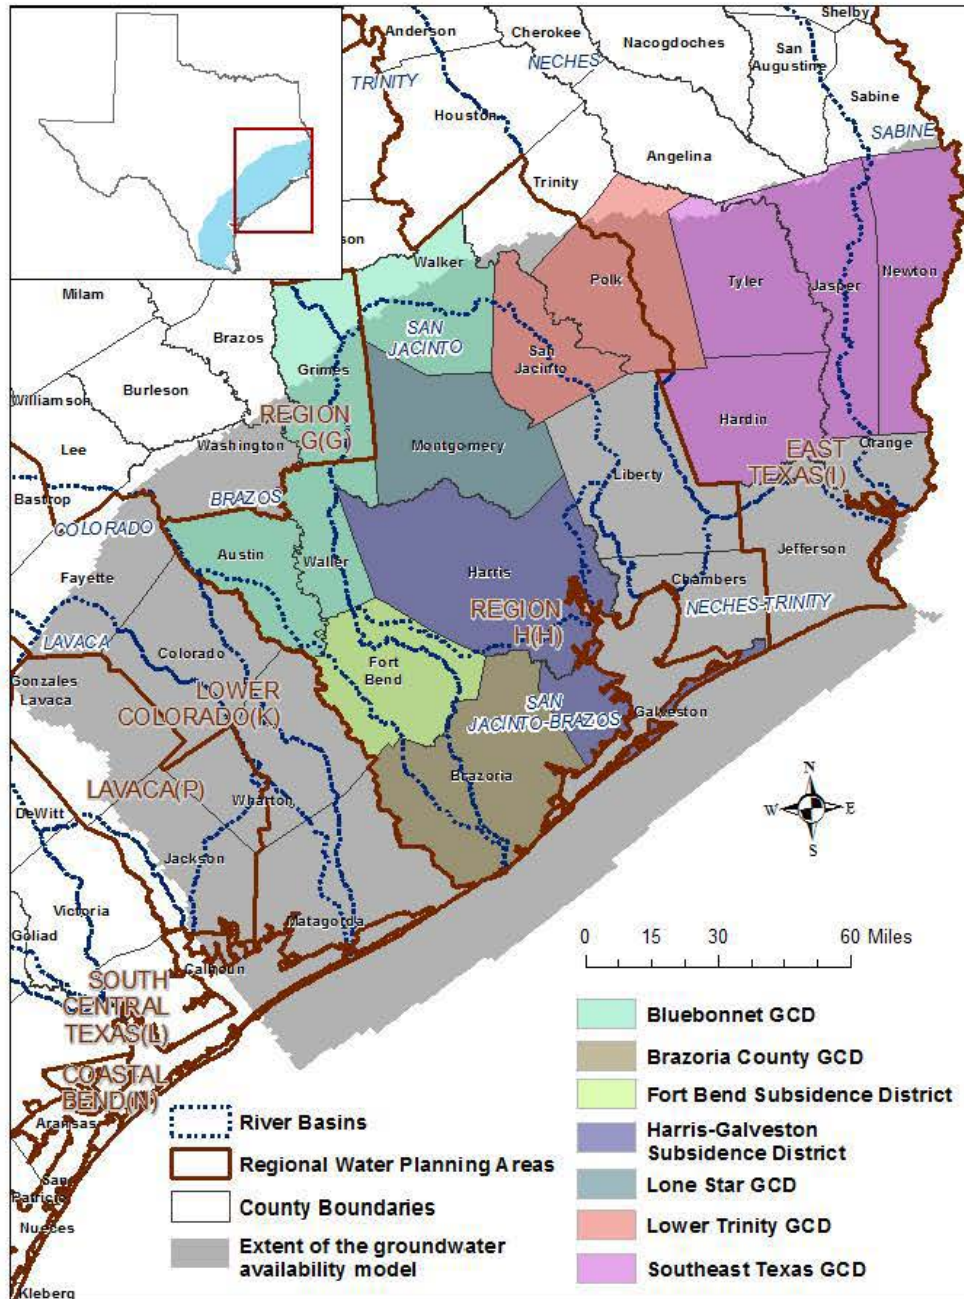 Shelby
Anderson
Cherokee
Nacogdoches
San
Augustine
TRINITY
NECHES
Sabine
Houston
SABINE
Angelina
Trinity
son
Walker
Milam
Polk
Tyler
Jasper
Newton
Brazos
SAN
JACINTO
San
Jacinto
Grimes
Burleson
Williamson
REGION
G(G)
Hardin
Washington
Montgomery
Orange
Lee
EAST
TEXAS(I)
Liberty
Bastrop
BRAZOS
COLORADO
Austin
Waller
Jefferson
Harris
Fayette
Chambers
REGION
H(H)
NECHES-TRINITY
LAVACA
Colorado
Fort
Bend
Gonzales
Lavaca
LOWER
COLORADO(K)
SAN
JACINTO-BRAZOS
Galveston
Brazoria
LAVACA(P)
Wharton
DeWitt
N
W
E
S
Jackson
Victoria
Matagorda
Goliad
Calhoun
0 15 30 60 Miles
SOUTH
CENTRAL
TEXAS(L)
COASTAL
BEND(N)
Aransas
San
Patricio
Nueces
Kleberg
River Basins
Regional Water Planning Areas
County Boundaries
Extent of the groundwater
availability model
Bluebonnet GCD
Brazoria County GCD
Fort Bend Subsidence District
Harris-Galveston
Subsidence District
Lone Star GCD
Lower Trinity GCD
Southeast Texas GCD